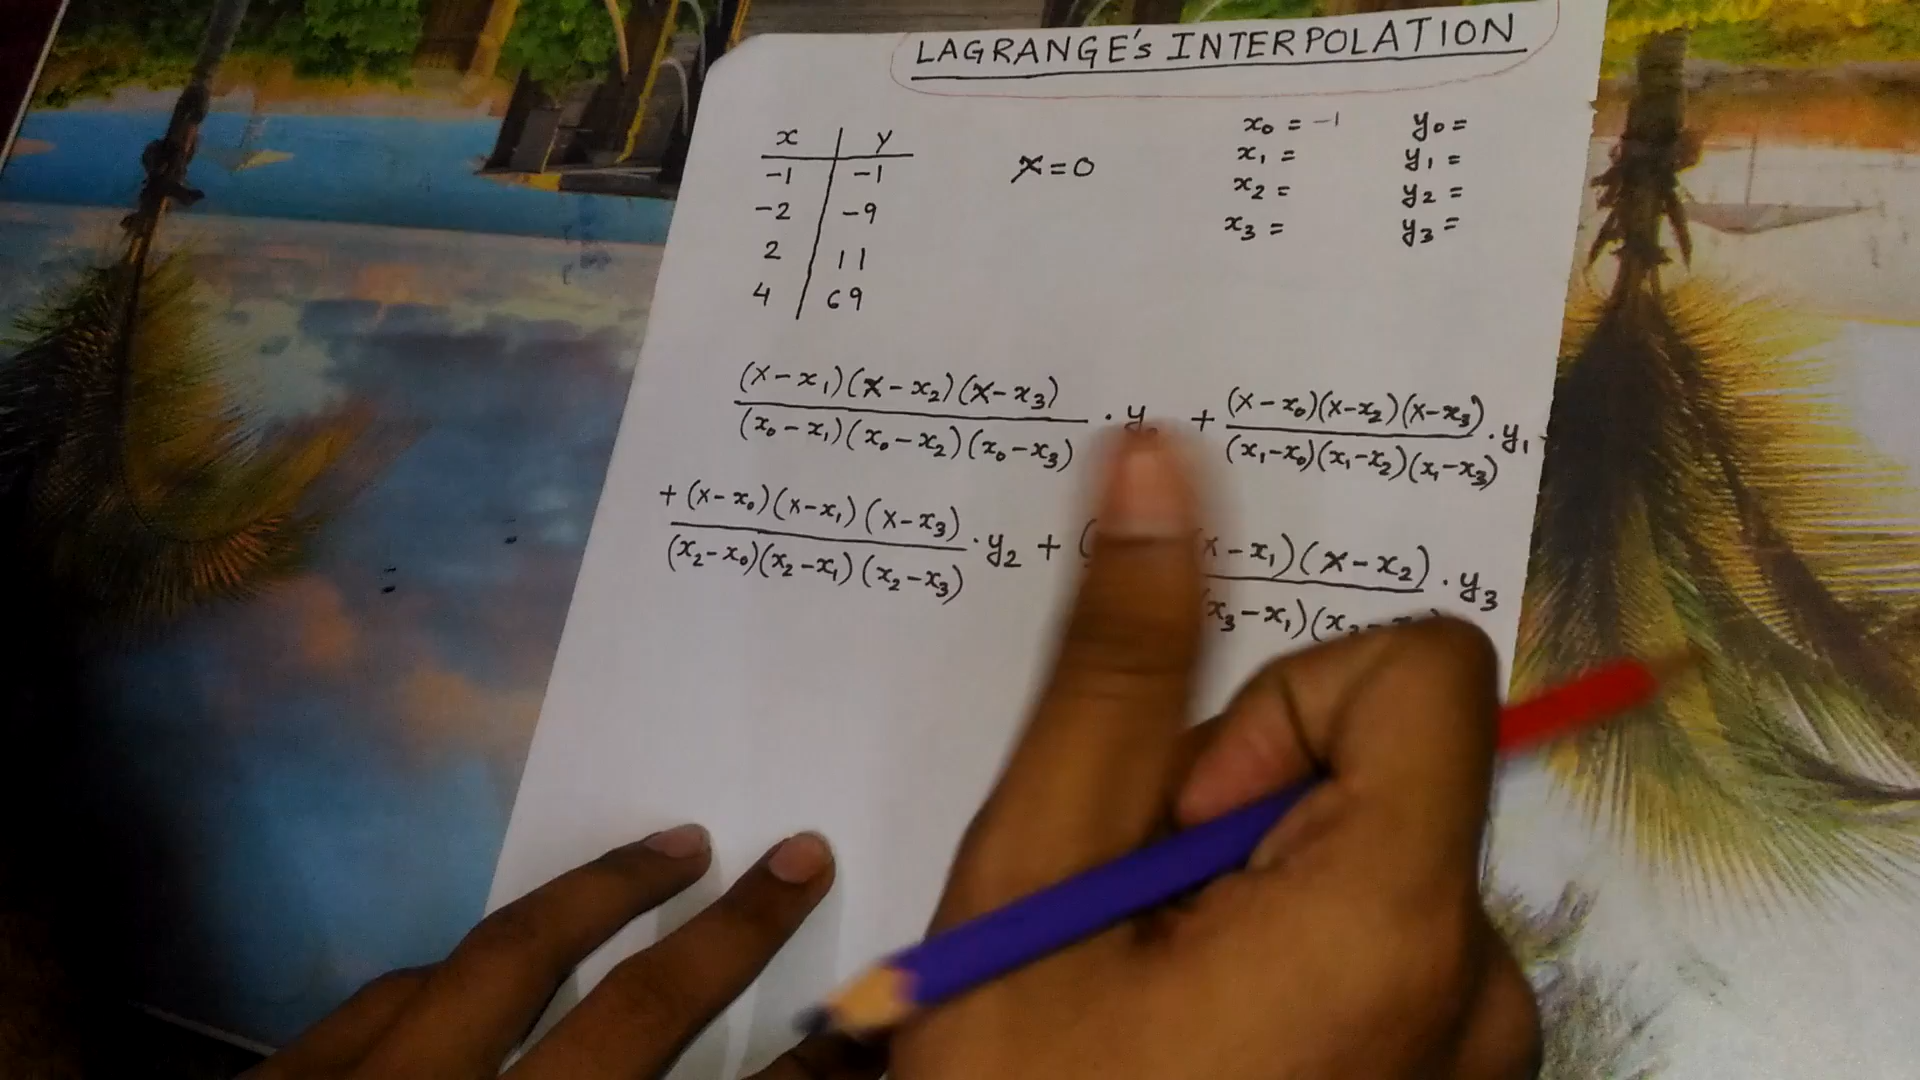 LAGRANGE's INTERPOLATION
x y
-1 -1
-2 -9
2 11
4 69
x=0
x₀ = -1 y₀ =
x₁ = y₁ =
x₂ = y₂ =
x₃ = y₃ =
(x-x₁)(x-x₂)(x-x₃) + (x-x₀)(x-x₂)(x-x₃)
(x₀-x₁)(x₀-x₂)(x₀-x₃) · y (x₁-x₀)(x₁-x₂)(x₁-x₃) · y₁
+ (x-x₀)(x-x₁)(x-x₃) · y₂ + ( x-x₁)(x-x₂) · y₃
(x₂-x₀)(x₂-x₁)(x₂-x₃) x₃-x₁)(x